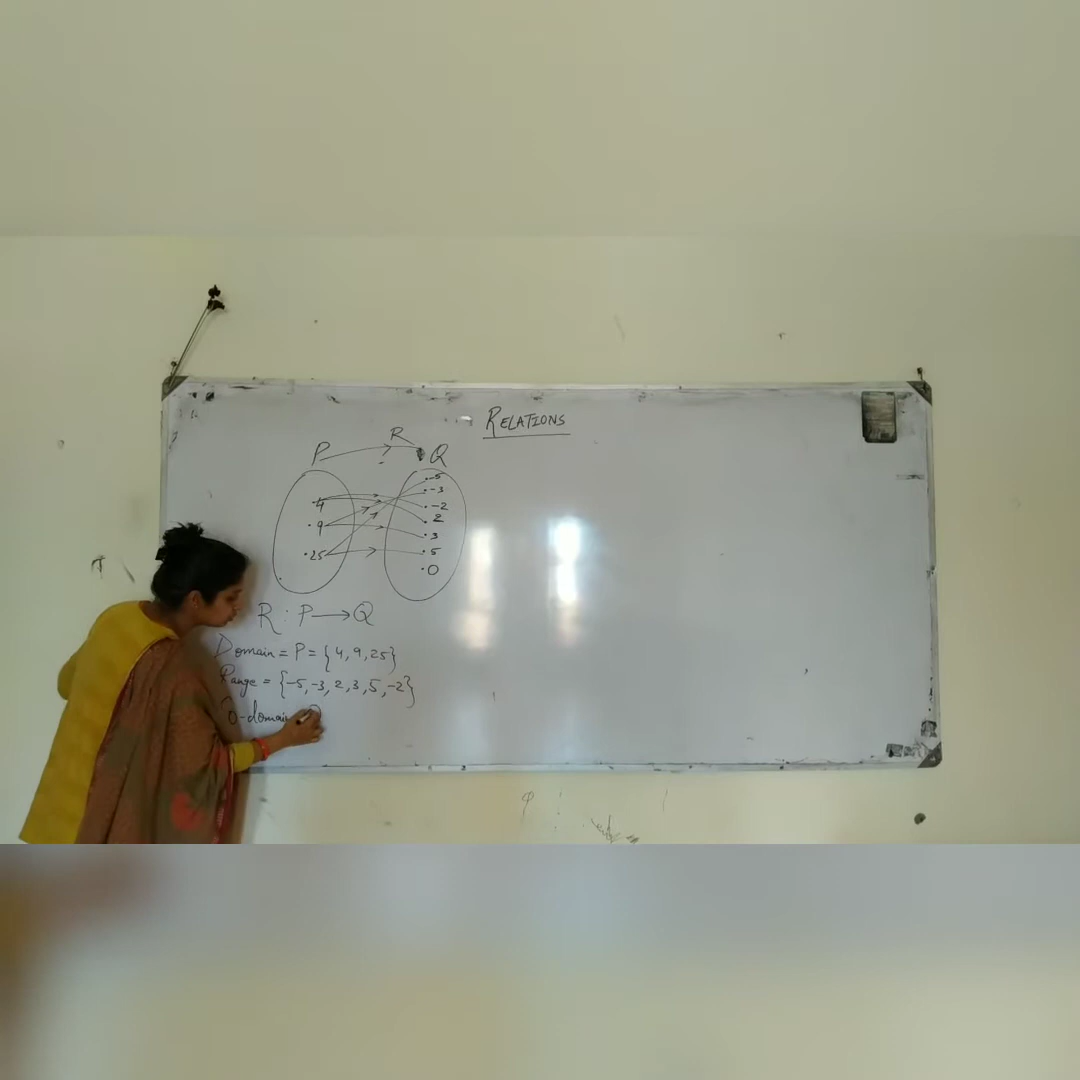 RELATIONS
R
P Q
-5
-3
4 -2
2
9 3
25 5
0
R : P → Q
Domain = P = {4, 9, 25}
Range = {-5, -3, 2, 3, 5, -2}
Co-domain